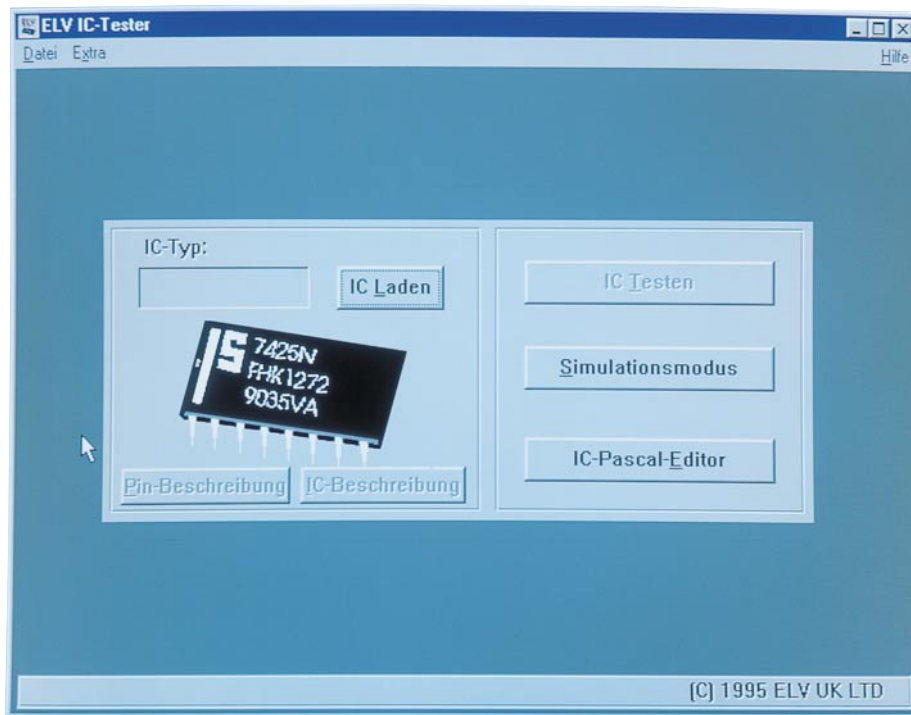 ELV IC-Tester
Datei Extra Hilfe
IC-Typ:
IC Laden
IC Testen
7425N
FHK1272
9035VA
Simulationsmodus
IC-Pascal-Editor
Pin-Beschreibung IC-Beschreibung
(C) 1995 ELV UK LTD